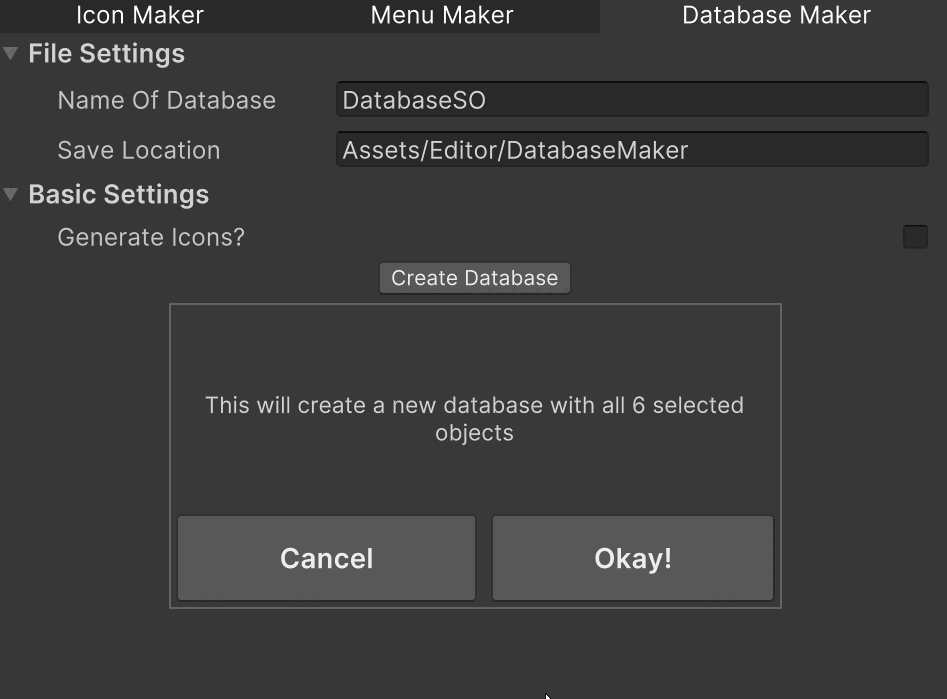 Icon Maker Menu Maker Database Maker
File Settings
Name Of Database DatabaseSO
Save Location Assets/Editor/DatabaseMaker
Basic Settings
Generate Icons?
Create Database
This will create a new database with all 6 selected
objects
Cancel Okay!